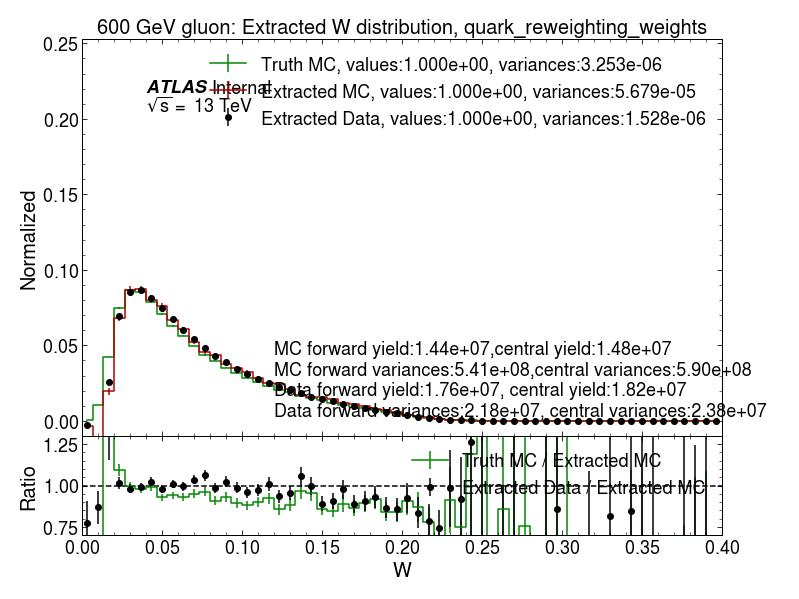 600 GeV gluon: Extracted W distribution, quark_reweighting_weights
Truth MC, values:1.000e+00, variances:3.253e-06
ATLAS Internal
Extracted MC, values:1.000e+00, variances:5.679e-05
√s = 13 TeV
Extracted Data, values:1.000e+00, variances:1.528e-06
Normalized
0.25
0.20
0.15
0.10
0.05
0.00
MC forward yield:1.44e+07,central yield:1.48e+07
MC forward variances:5.41e+08,central variances:5.90e+08
Data forward yield:1.76e+07, central yield:1.82e+07
Data forward variances:2.18e+07, central variances:2.38e+07
Ratio
1.25
1.00
0.75
Truth MC / Extracted MC
Extracted Data / Extracted MC
0.00 0.05 0.10 0.15 0.20 0.25 0.30 0.35 0.40
W